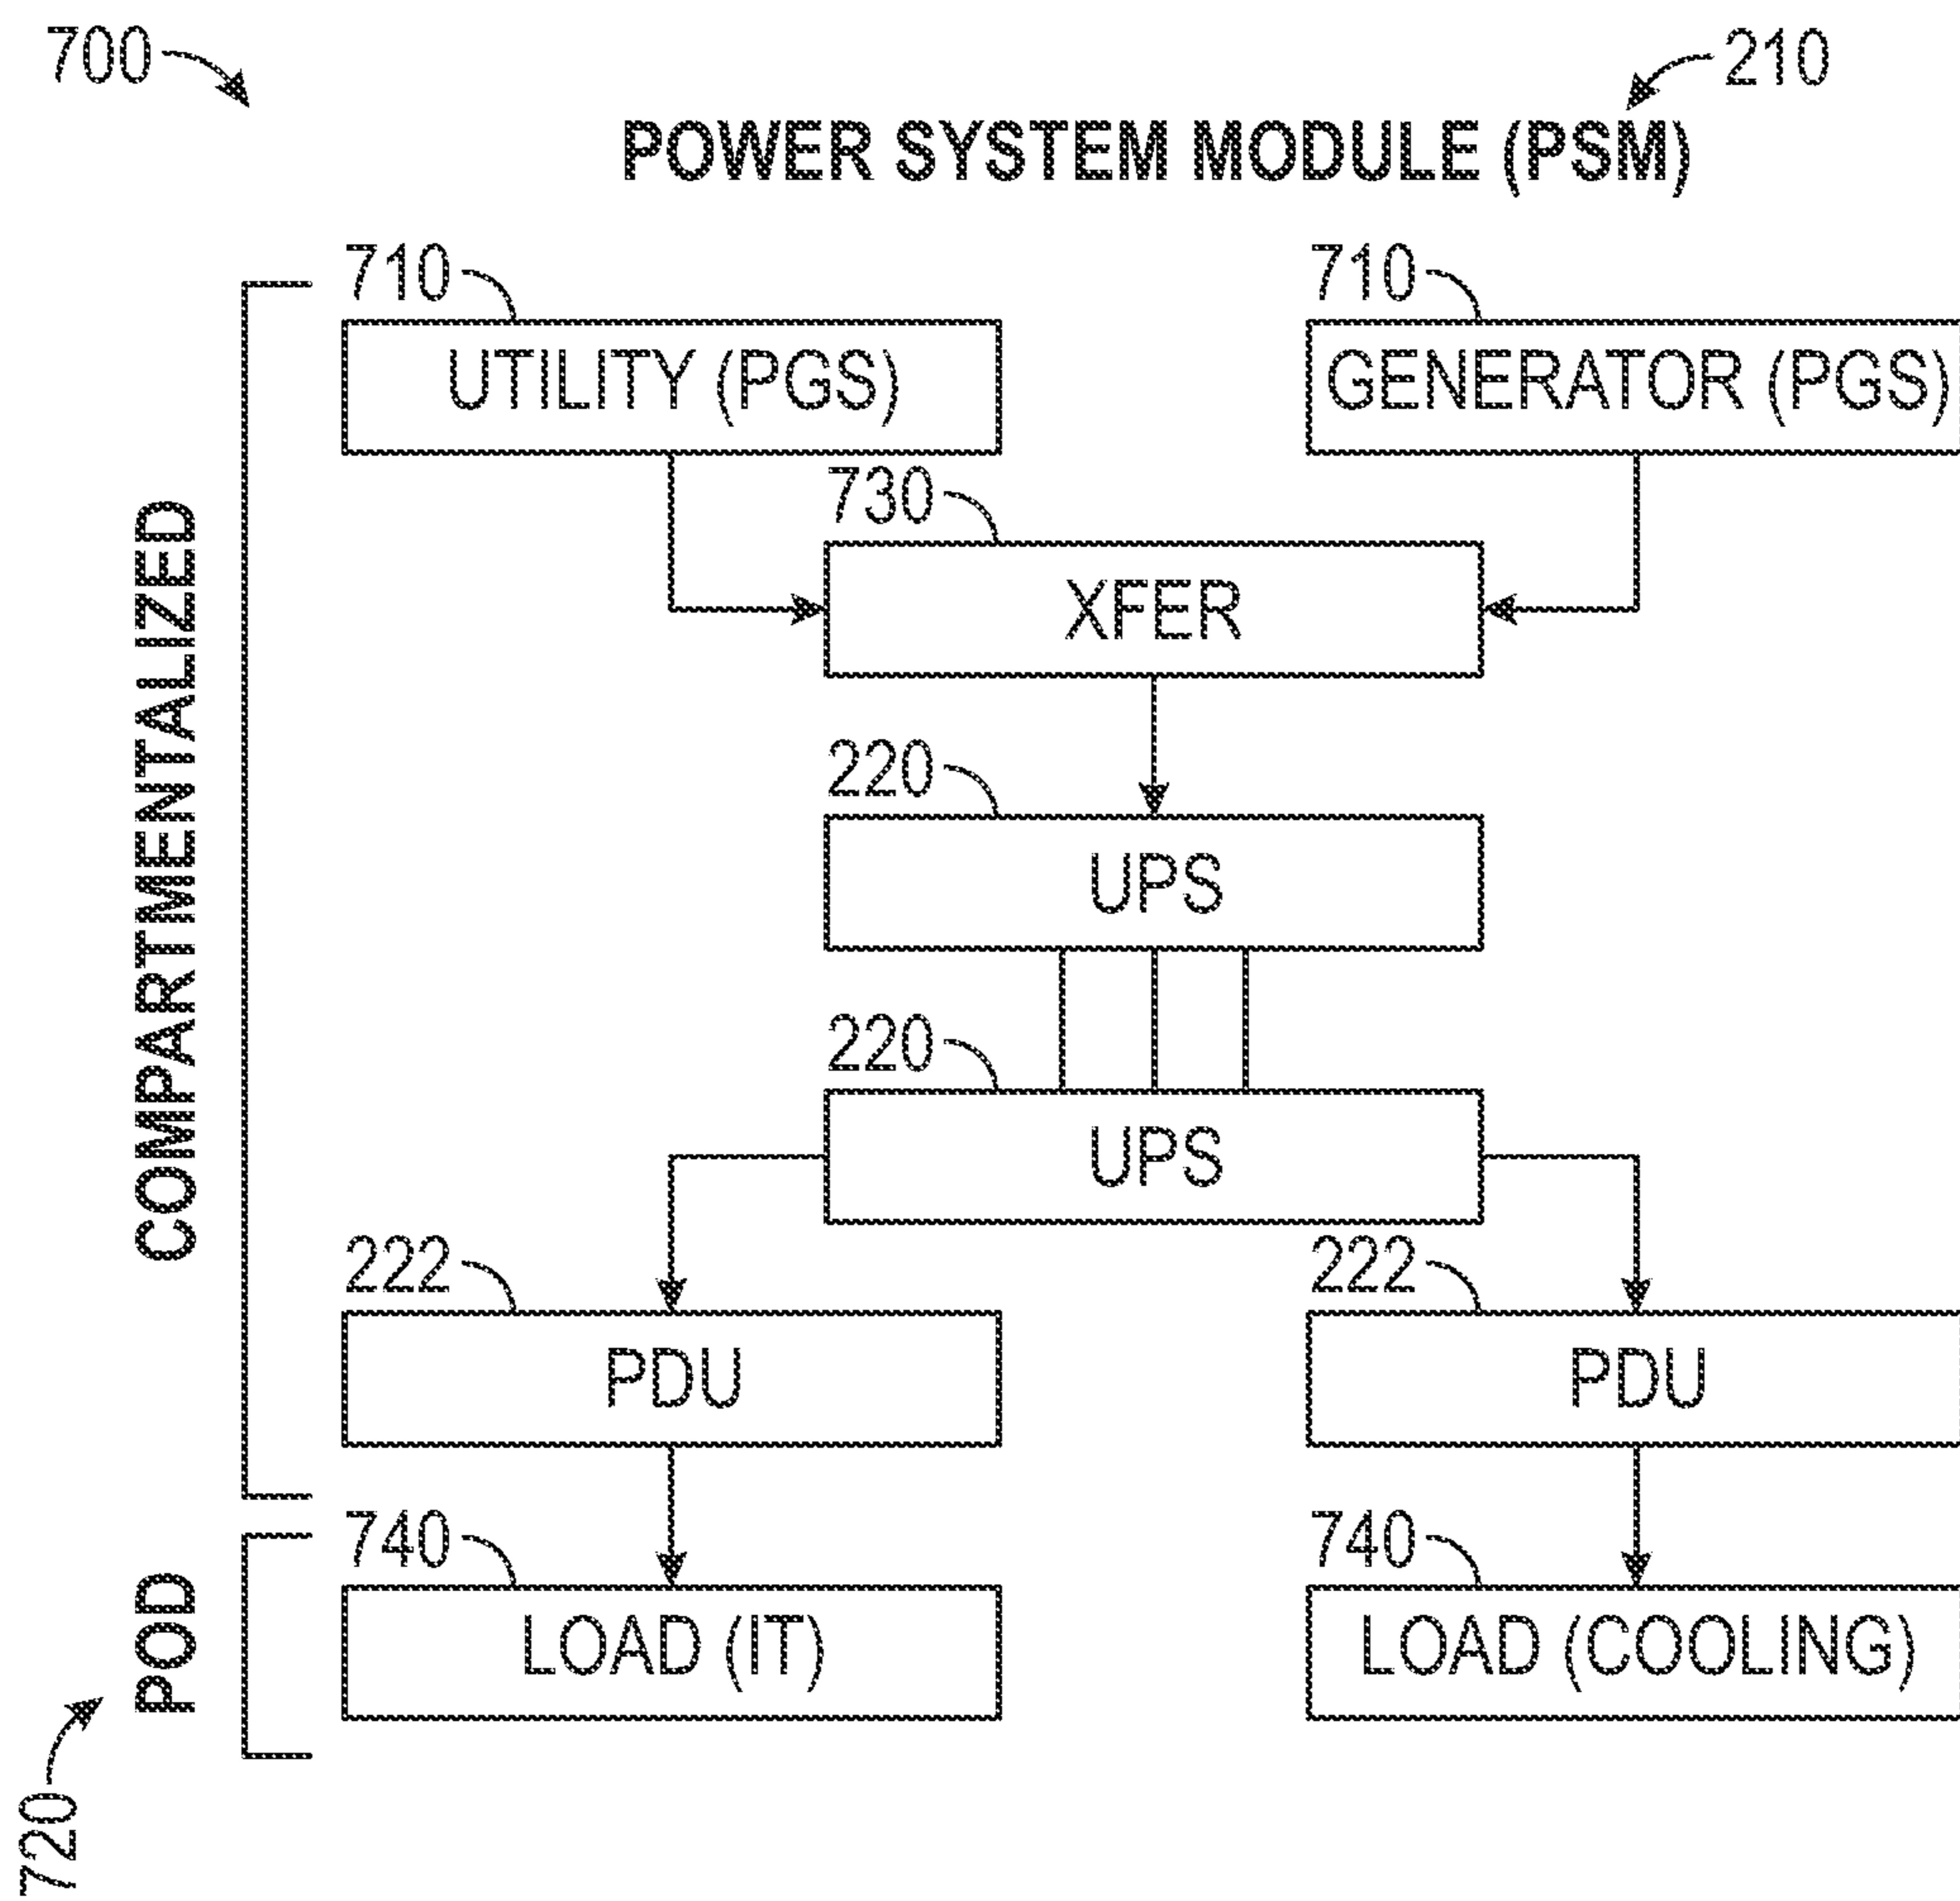 700
210
POWER SYSTEM MODULE (PSM)
710
710
UTILITY (PGS)
GENERATOR (PGS)
730
XFER
220
UPS
220
UPS
COMPARTMENTALIZED
222
222
PDU
PDU
740
740
LOAD (IT)
LOAD (COOLING)
POD
720